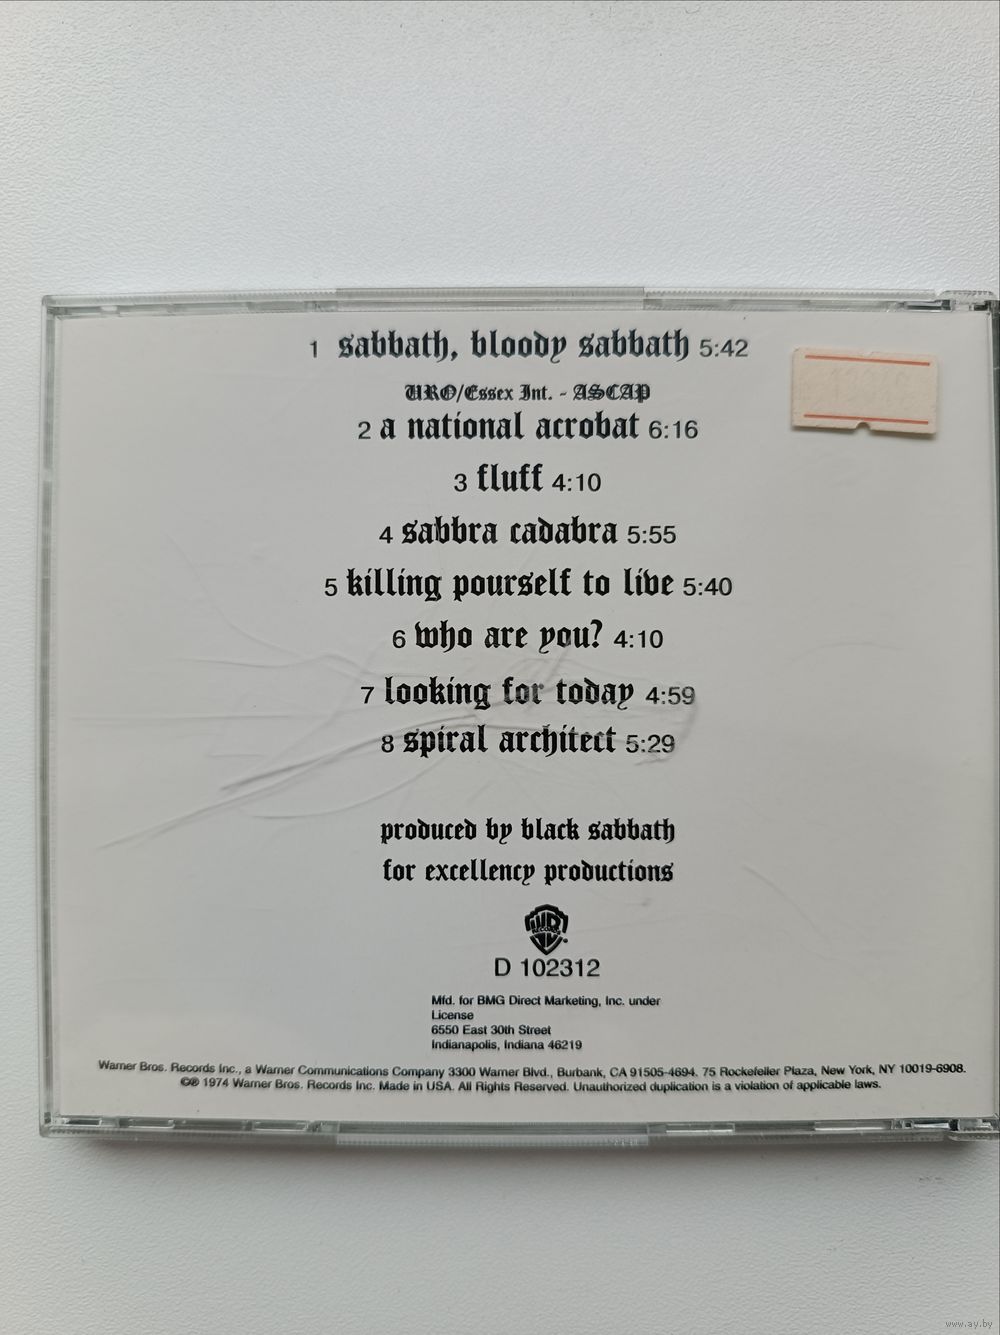 1 sabbath, bloody sabbath 5:42
URO/Essex Int. - ASCAP
2 a national acrobat 6:16
3 fluff 4:10
4 sabbra cadabra 5:55
5 killing yourself to live 5:40
6 who are you? 4:10
7 looking for today 4:59
8 spiral architect 5:29
produced by black sabbath
for excellency productions
D 102312
Mfd. for BMG Direct Marketing, Inc. under
License
6550 East 30th Street
Indianapolis, Indiana 46219
Warner Bros. Records Inc., a Warner Communications Company 3300 Warner Blvd., Burbank, CA 91505-4694. 75 Rockefeller Plaza, New York, NY 10019-6908.
©℗ 1974 Warner Bros. Records Inc. Made in USA. All Rights Reserved. Unauthorized duplication is a violation of applicable laws.
www.ay.by